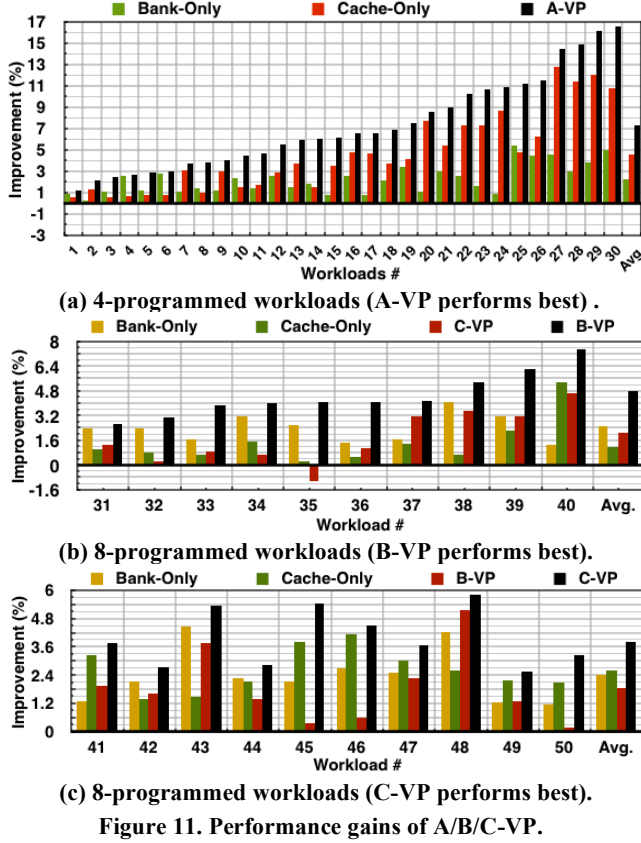 Bank-Only Cache-Only A-VP
Improvement (%)
17
15
13
11
9
7
5
3
1
-1
-3
1 2 3 4 5 6 7 8 9 10 11 12 13 14 15 16 17 18 19 20 21 22 23 24 25 26 27 28 29 30 Avg.
Workloads #
(a) 4-programmed workloads (A-VP performs best) .
Bank-Only Cache-Only C-VP B-VP
Improvement (%)
8
6.4
4.8
3.2
1.6
0
-1.6
31 32 33 34 35 36 37 38 39 40 Avg.
Workload #
(b) 8-programmed workloads (B-VP performs best).
Bank-Only Cache-Only B-VP C-VP
Improvement (%)
6
4.8
3.6
2.4
1.2
0
41 42 43 44 45 46 47 48 49 50 Avg.
Workload #
(c) 8-programmed workloads (C-VP performs best).
Figure 11. Performance gains of A/B/C-VP.